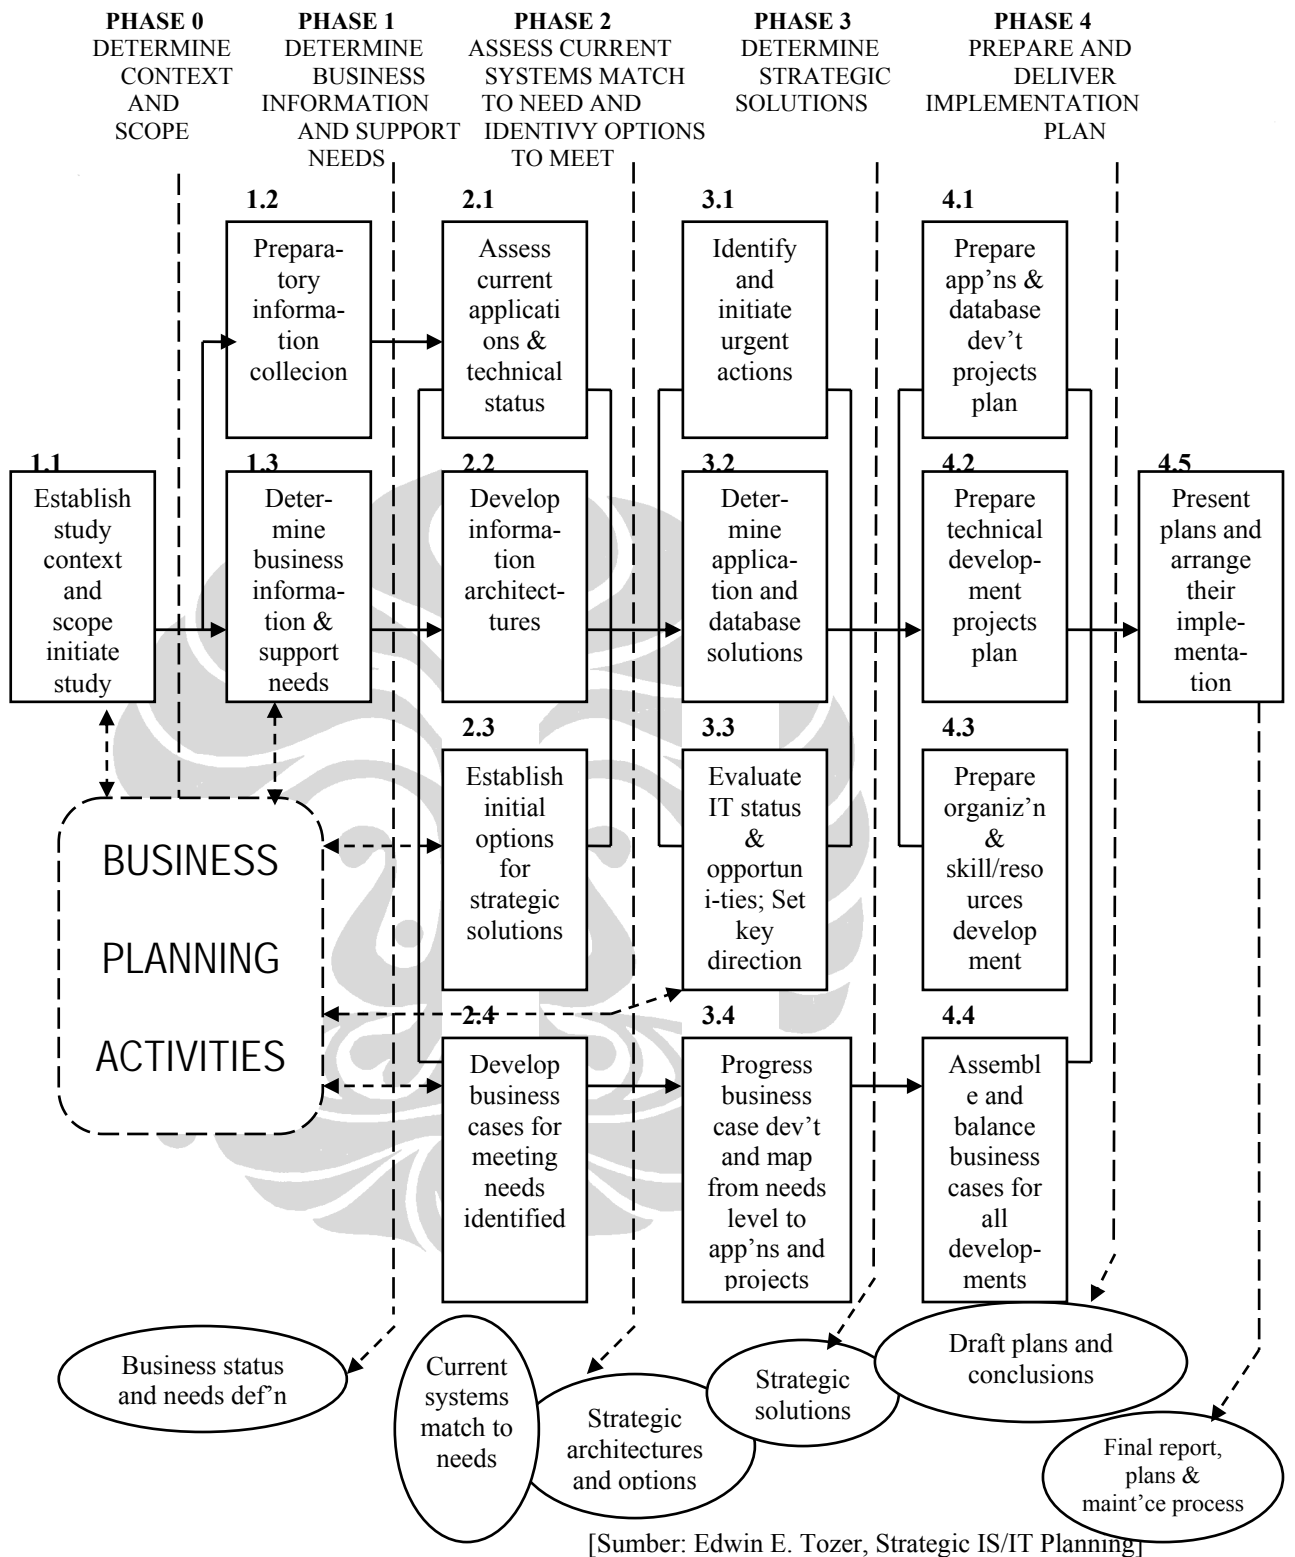 PHASE 0
DETERMINE
CONTEXT
AND
SCOPE
PHASE 1
DETERMINE
BUSINESS
INFORMATION
AND SUPPORT
NEEDS
PHASE 2
ASSESS CURRENT
SYSTEMS MATCH
TO NEED AND
IDENTIVY OPTIONS
TO MEET
PHASE 3
DETERMINE
STRATEGIC
SOLUTIONS
PHASE 4
PREPARE AND
DELIVER
IMPLEMENTATION
PLAN
1.1
Establish
study
context
and
scope
initiate
study
1.2
Prepara-
tory
informa-
tion
collecion
1.3
Deter-
mine
business
informa-
tion &
support
needs
2.1
Assess
current
applicati
ons &
technical
status
2.2
Develop
informa-
tion
architect-
tures
2.3
Establish
initial
options
for
strategic
solutions
2.4
Develop
business
cases for
meeting
needs
identified
3.1
Identify
and
initiate
urgent
actions
3.2
Deter-
mine
applica-
tion and
database
solutions
3.3
Evaluate
IT status
&
opportun
i-ties; Set
key
direction
3.4
Progress
business
case dev’t
and map
from needs
level to
app’ns and
projects
4.1
Prepare
app’ns &
database
dev’t
projects
plan
4.2
Prepare
technical
develop-
ment
projects
plan
4.3
Prepare
organiz’n
&
skill/reso
urces
develop
ment
4.4
Assembl
e and
balance
business
cases for
all
develop-
ments
4.5
Present
plans and
arrange
their
imple-
menta-
tion
BUSINESS
PLANNING
ACTIVITIES
Business status
and needs def’n
Current
systems
match to
needs
Strategic
architectures
and options
Strategic
solutions
Draft plans and
conclusions
Final report,
plans &
maint’ce process
[Sumber: Edwin E. Tozer, Strategic IS/IT Planning]